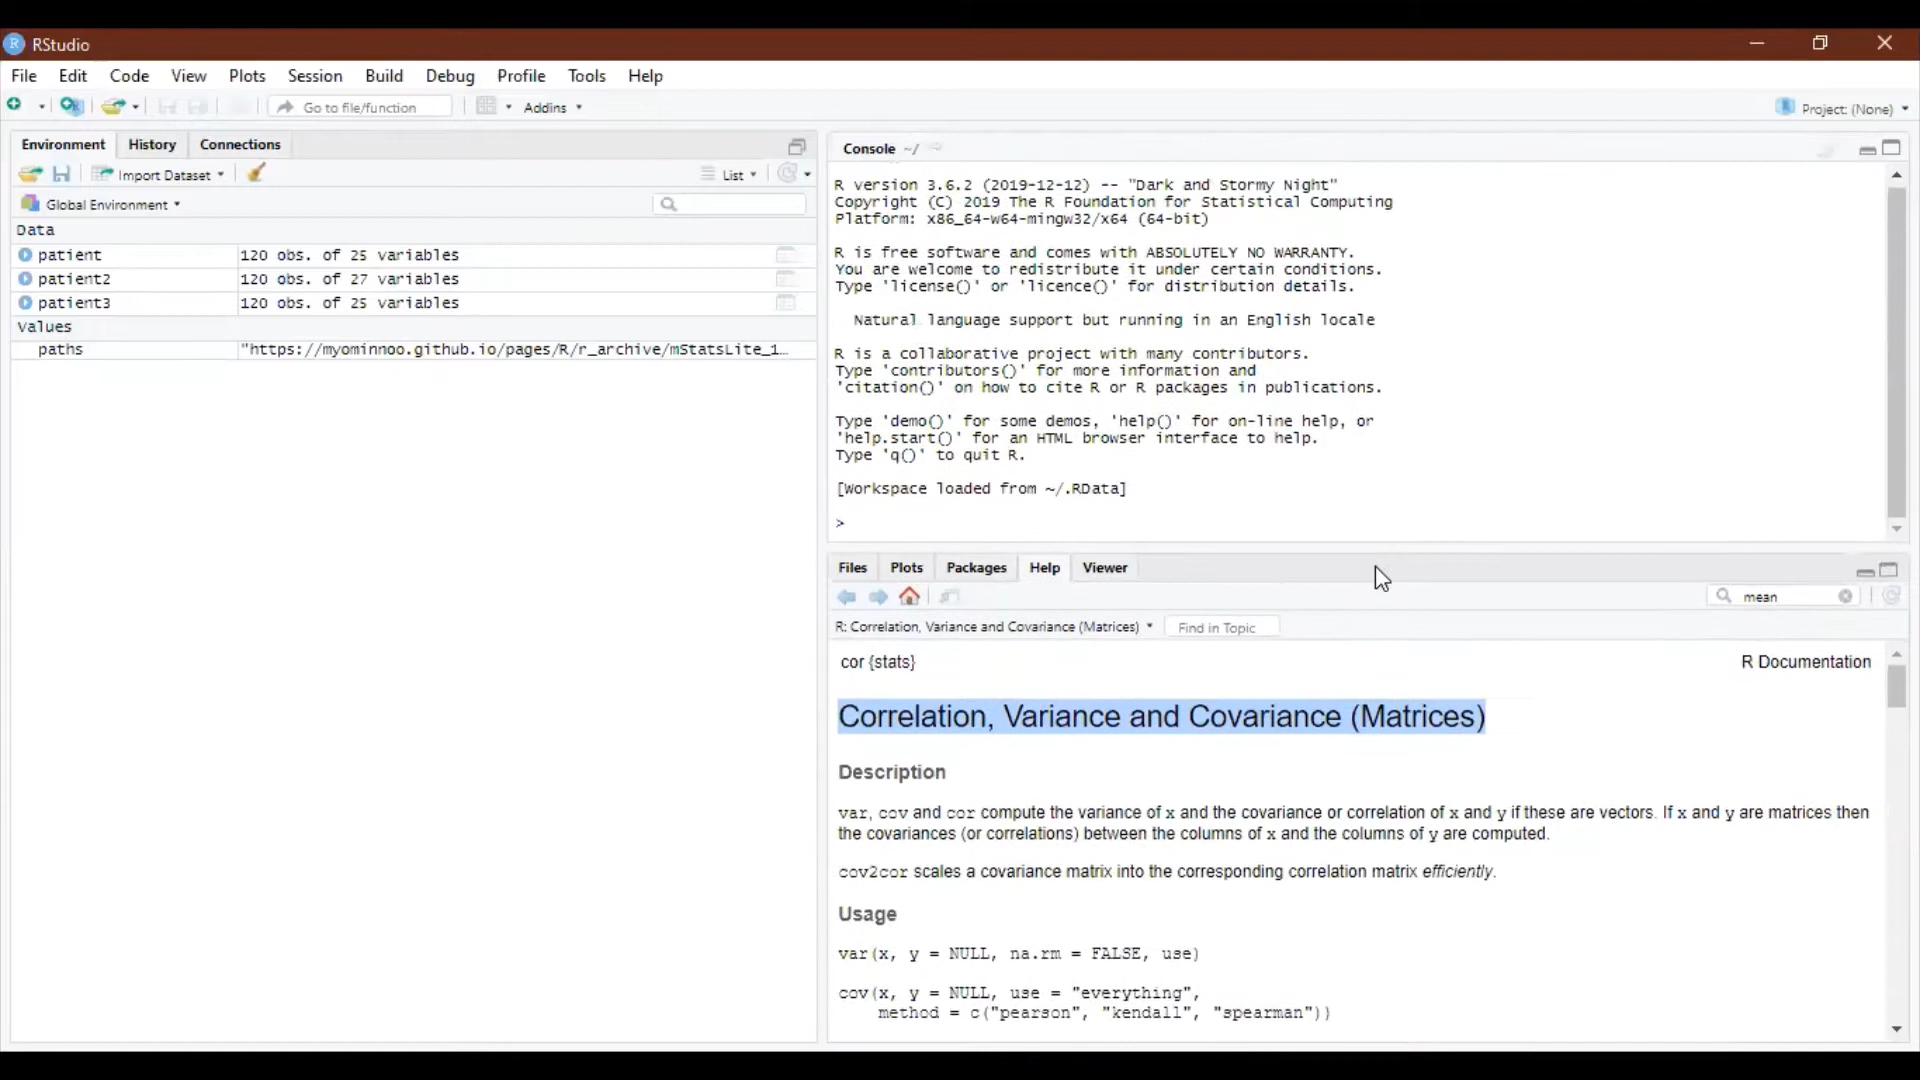 RStudio
File Edit Code View Plots Session Build Debug Profile Tools Help
Go to file/function Addins Project: (None)
Environment History Connections
Import Dataset List
Global Environment
Data
patient 120 obs. of 25 variables
patient2 120 obs. of 27 variables
patient3 120 obs. of 25 variables
Values
paths "https://myominnoo.github.io/pages/R/r_archive/mStatsLite_1…
Console ~/
R version 3.6.2 (2019-12-12) -- "Dark and Stormy Night"
Copyright (C) 2019 The R Foundation for Statistical Computing
Platform: x86_64-w64-mingw32/x64 (64-bit)
R is free software and comes with ABSOLUTELY NO WARRANTY.
You are welcome to redistribute it under certain conditions.
Type 'license()' or 'licence()' for distribution details.
Natural language support but running in an English locale
R is a collaborative project with many contributors.
Type 'contributors()' for more information and
'citation()' on how to cite R or R packages in publications.
Type 'demo()' for some demos, 'help()' for on-line help, or
'help.start()' for an HTML browser interface to help.
Type 'q()' to quit R.
[Workspace loaded from ~/.RData]
>
Files Plots Packages Help Viewer
mean
R: Correlation, Variance and Covariance (Matrices) Find in Topic
cor {stats} R Documentation
Correlation, Variance and Covariance (Matrices)
Description
var, cov and cor compute the variance of x and the covariance or correlation of x and y if these are vectors. If x and y are matrices then
the covariances (or correlations) between the columns of x and the columns of y are computed.
cov2cor scales a covariance matrix into the corresponding correlation matrix efficiently.
Usage
var(x, y = NULL, na.rm = FALSE, use)
cov(x, y = NULL, use = "everything",
method = c("pearson", "kendall", "spearman"))